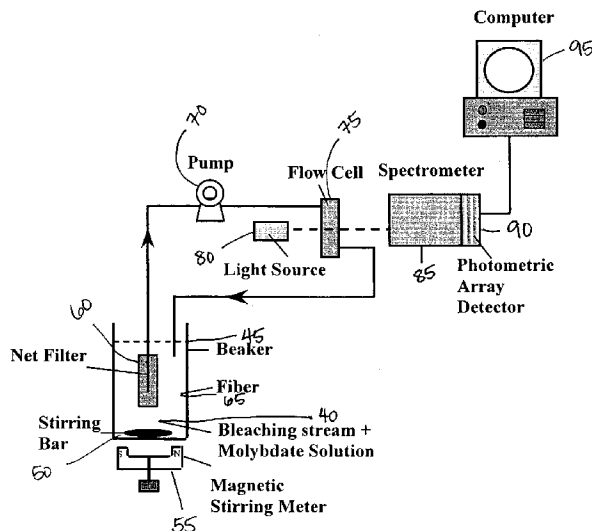 Computer
95
70
75
Pump
Flow Cell
Spectrometer
80
Light Source
90
85
Photometric
Array
Detector
60
45
Net Filter
Beaker
Fiber
65
40
Stirring
Bar
Bleaching stream +
Molybdate Solution
50
S
N
Magnetic
Stirring Meter
55